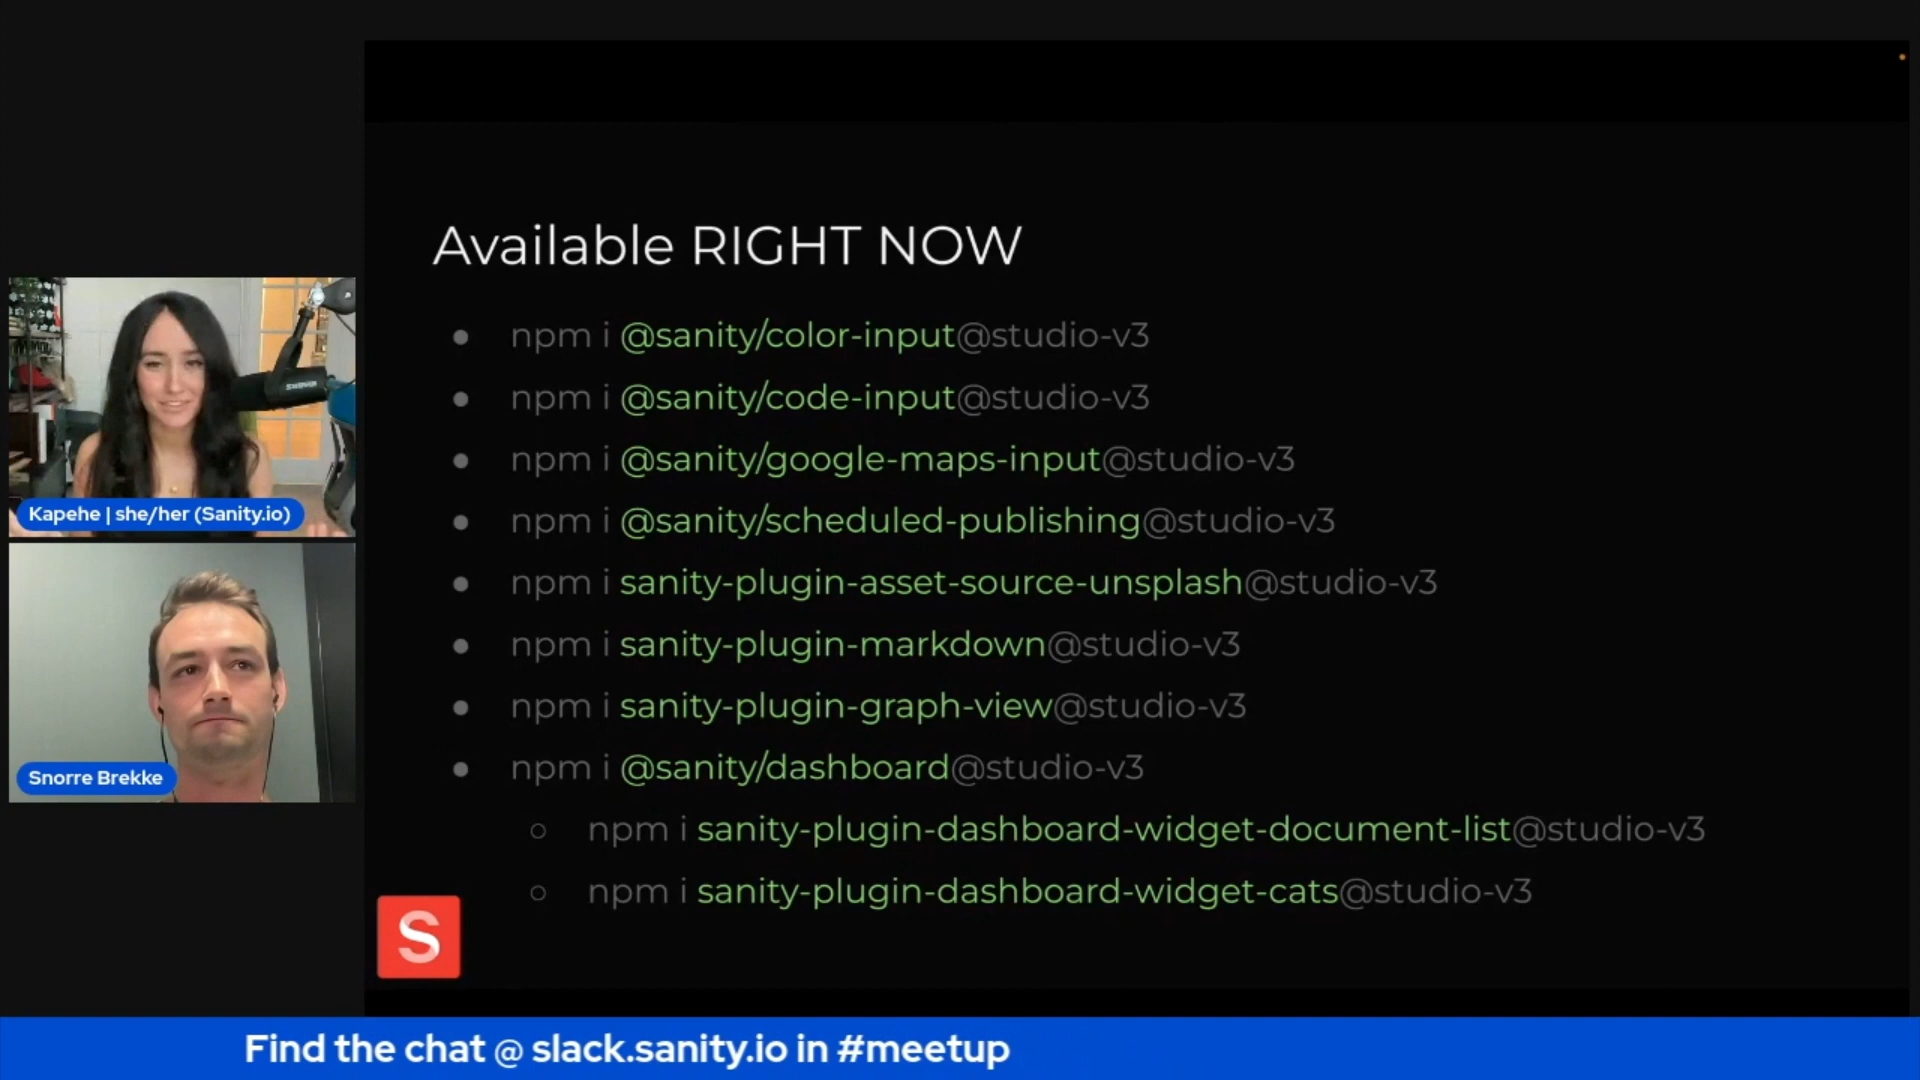 Available RIGHT NOW
● npm i @sanity/color-input@studio-v3
● npm i @sanity/code-input@studio-v3
● npm i @sanity/google-maps-input@studio-v3
● npm i @sanity/scheduled-publishing@studio-v3
● npm i sanity-plugin-asset-source-unsplash@studio-v3
● npm i sanity-plugin-markdown@studio-v3
● npm i sanity-plugin-graph-view@studio-v3
● npm i @sanity/dashboard@studio-v3
○ npm i sanity-plugin-dashboard-widget-document-list@studio-v3
○ npm i sanity-plugin-dashboard-widget-cats@studio-v3
S
SHURE
Kapehe | she/her (Sanity.io)
Snorre Brekke
Find the chat @ slack.sanity.io in #meetup